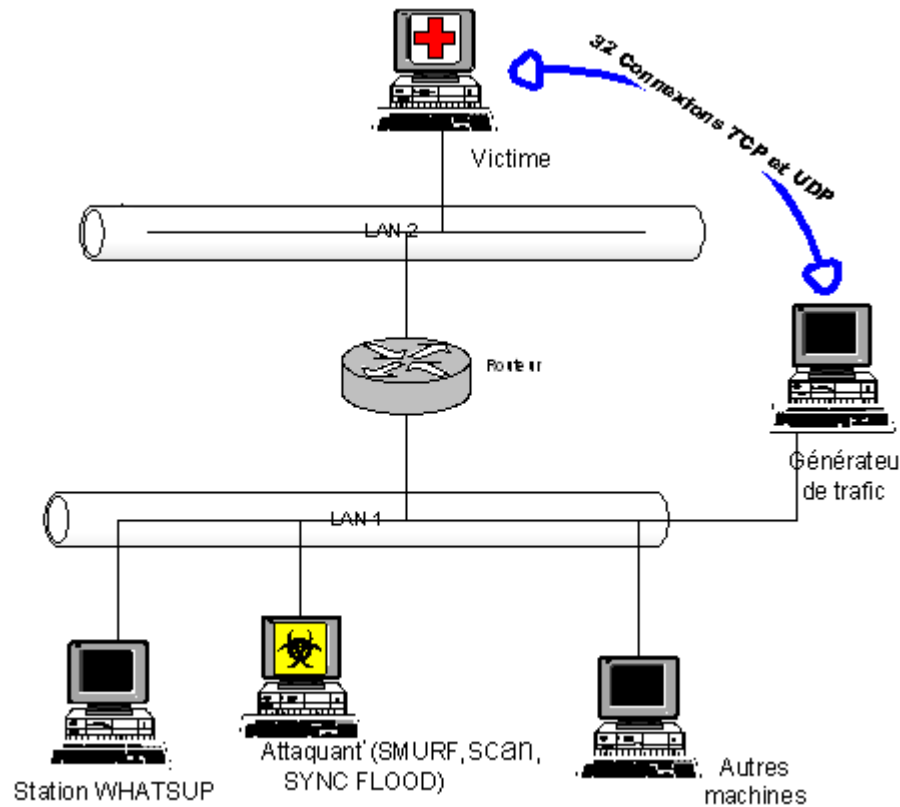 32 Connexions TCP et UDP
Victime
LAN 2
Routeur
Générateu
de trafic
LAN 1
Attaquant (SMURF, scan,
SYNC FLOOD)
Station WHATSUP
Autres
machines